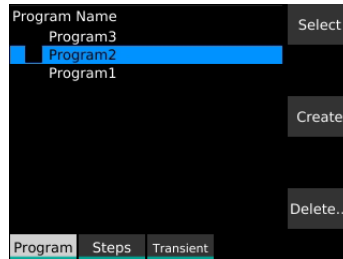 Program Name
Select
Program3
Program2
Program1
Create
Delete..
Program Steps Transient